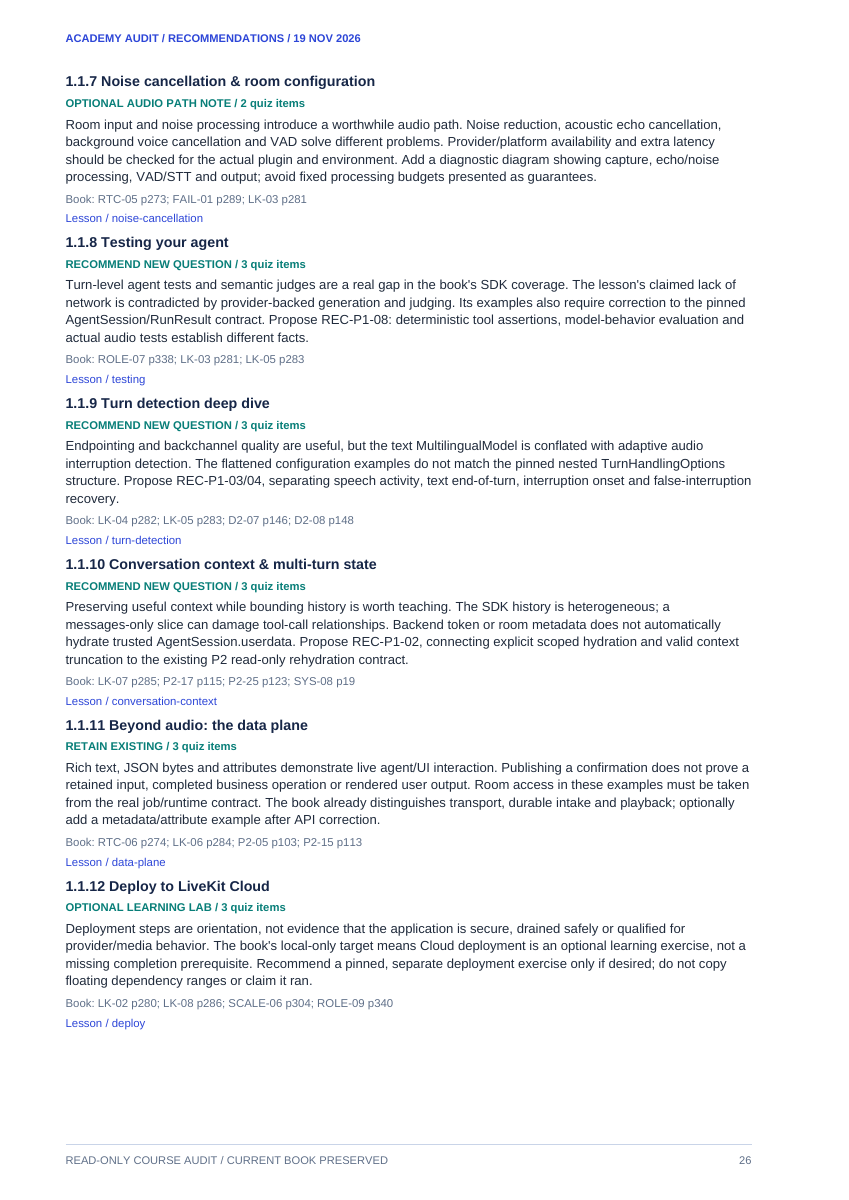 ACADEMY AUDIT / RECOMMENDATIONS / 19 NOV 2026
1.1.7 Noise cancellation & room configuration
OPTIONAL AUDIO PATH NOTE / 2 quiz items
Room input and noise processing introduce a worthwhile audio path. Noise reduction, acoustic echo cancellation,
background voice cancellation and VAD solve different problems. Provider/platform availability and extra latency
should be checked for the actual plugin and environment. Add a diagnostic diagram showing capture, echo/noise
processing, VAD/STT and output; avoid fixed processing budgets presented as guarantees.
Book: RTC-05 p273; FAIL-01 p289; LK-03 p281
Lesson / noise-cancellation
1.1.8 Testing your agent
RECOMMEND NEW QUESTION / 3 quiz items
Turn-level agent tests and semantic judges are a real gap in the book's SDK coverage. The lesson's claimed lack of
network is contradicted by provider-backed generation and judging. Its examples also require correction to the pinned
AgentSession/RunResult contract. Propose REC-P1-08: deterministic tool assertions, model-behavior evaluation and
actual audio tests establish different facts.
Book: ROLE-07 p338; LK-03 p281; LK-05 p283
Lesson / testing
1.1.9 Turn detection deep dive
RECOMMEND NEW QUESTION / 3 quiz items
Endpointing and backchannel quality are useful, but the text MultilingualModel is conflated with adaptive audio
interruption detection. The flattened configuration examples do not match the pinned nested TurnHandlingOptions
structure. Propose REC-P1-03/04, separating speech activity, text end-of-turn, interruption onset and false-interruption
recovery.
Book: LK-04 p282; LK-05 p283; D2-07 p146; D2-08 p148
Lesson / turn-detection
1.1.10 Conversation context & multi-turn state
RECOMMEND NEW QUESTION / 3 quiz items
Preserving useful context while bounding history is worth teaching. The SDK history is heterogeneous; a
messages-only slice can damage tool-call relationships. Backend token or room metadata does not automatically
hydrate trusted AgentSession.userdata. Propose REC-P1-02, connecting explicit scoped hydration and valid context
truncation to the existing P2 read-only rehydration contract.
Book: LK-07 p285; P2-17 p115; P2-25 p123; SYS-08 p19
Lesson / conversation-context
1.1.11 Beyond audio: the data plane
RETAIN EXISTING / 3 quiz items
Rich text, JSON bytes and attributes demonstrate live agent/UI interaction. Publishing a confirmation does not prove a
retained input, completed business operation or rendered user output. Room access in these examples must be taken
from the real job/runtime contract. The book already distinguishes transport, durable intake and playback; optionally
add a metadata/attribute example after API correction.
Book: RTC-06 p274; LK-06 p284; P2-05 p103; P2-15 p113
Lesson / data-plane
1.1.12 Deploy to LiveKit Cloud
OPTIONAL LEARNING LAB / 3 quiz items
Deployment steps are orientation, not evidence that the application is secure, drained safely or qualified for
provider/media behavior. The book's local-only target means Cloud deployment is an optional learning exercise, not a
missing completion prerequisite. Recommend a pinned, separate deployment exercise only if desired; do not copy
floating dependency ranges or claim it ran.
Book: LK-02 p280; LK-08 p286; SCALE-06 p304; ROLE-09 p340
Lesson / deploy
READ-ONLY COURSE AUDIT / CURRENT BOOK PRESERVED
26